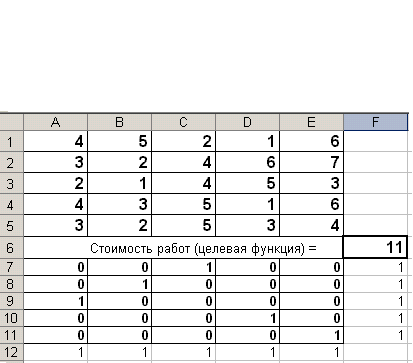 A B C D E F
1 4 5 2 1 6
2 3 2 4 6 7
3 2 1 4 5 3
4 4 3 5 1 6
5 3 2 5 3 4
6 Стоимость работ (целевая функция) = 11
7 0 0 1 0 0 1
8 0 1 0 0 0 1
9 1 0 0 0 0 1
10 0 0 0 1 0 1
11 0 0 0 0 1 1
12 1 1 1 1 1